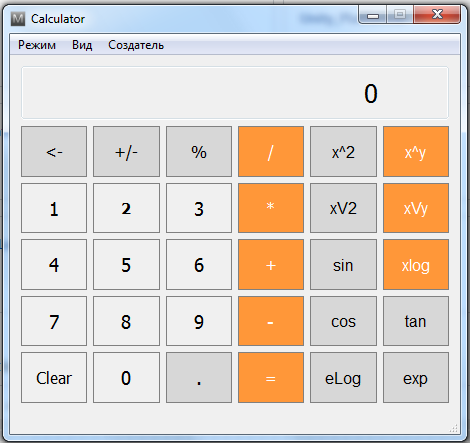 M Calculator
Режим Вид Создатель
0
<- +/- % / x^2 x^y
1 2 3 * xV2 xVy
4 5 6 + sin xlog
7 8 9 - cos tan
Clear 0 . = eLog exp